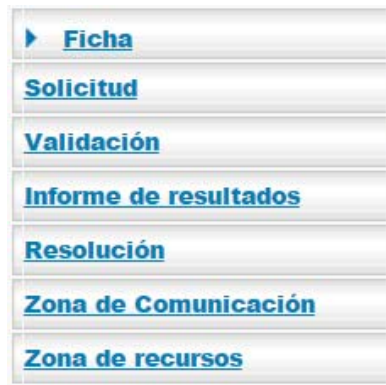 Ficha
Solicitud
Validación
Informe de resultados
Resolución
Zona de Comunicación
Zona de recursos